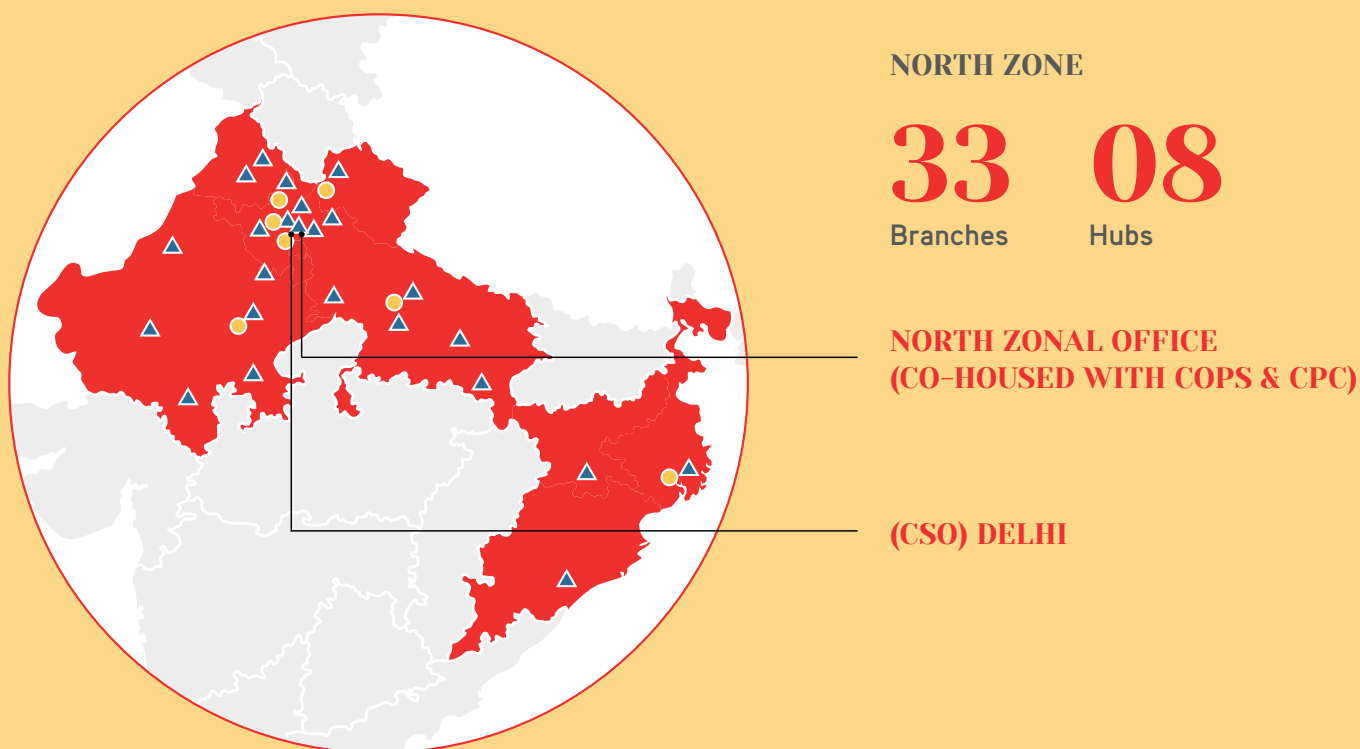 NORTH ZONE
33 08
Branches Hubs
NORTH ZONAL OFFICE
(CO-HOUSED WITH COPS & CPC)
(CSO) DELHI